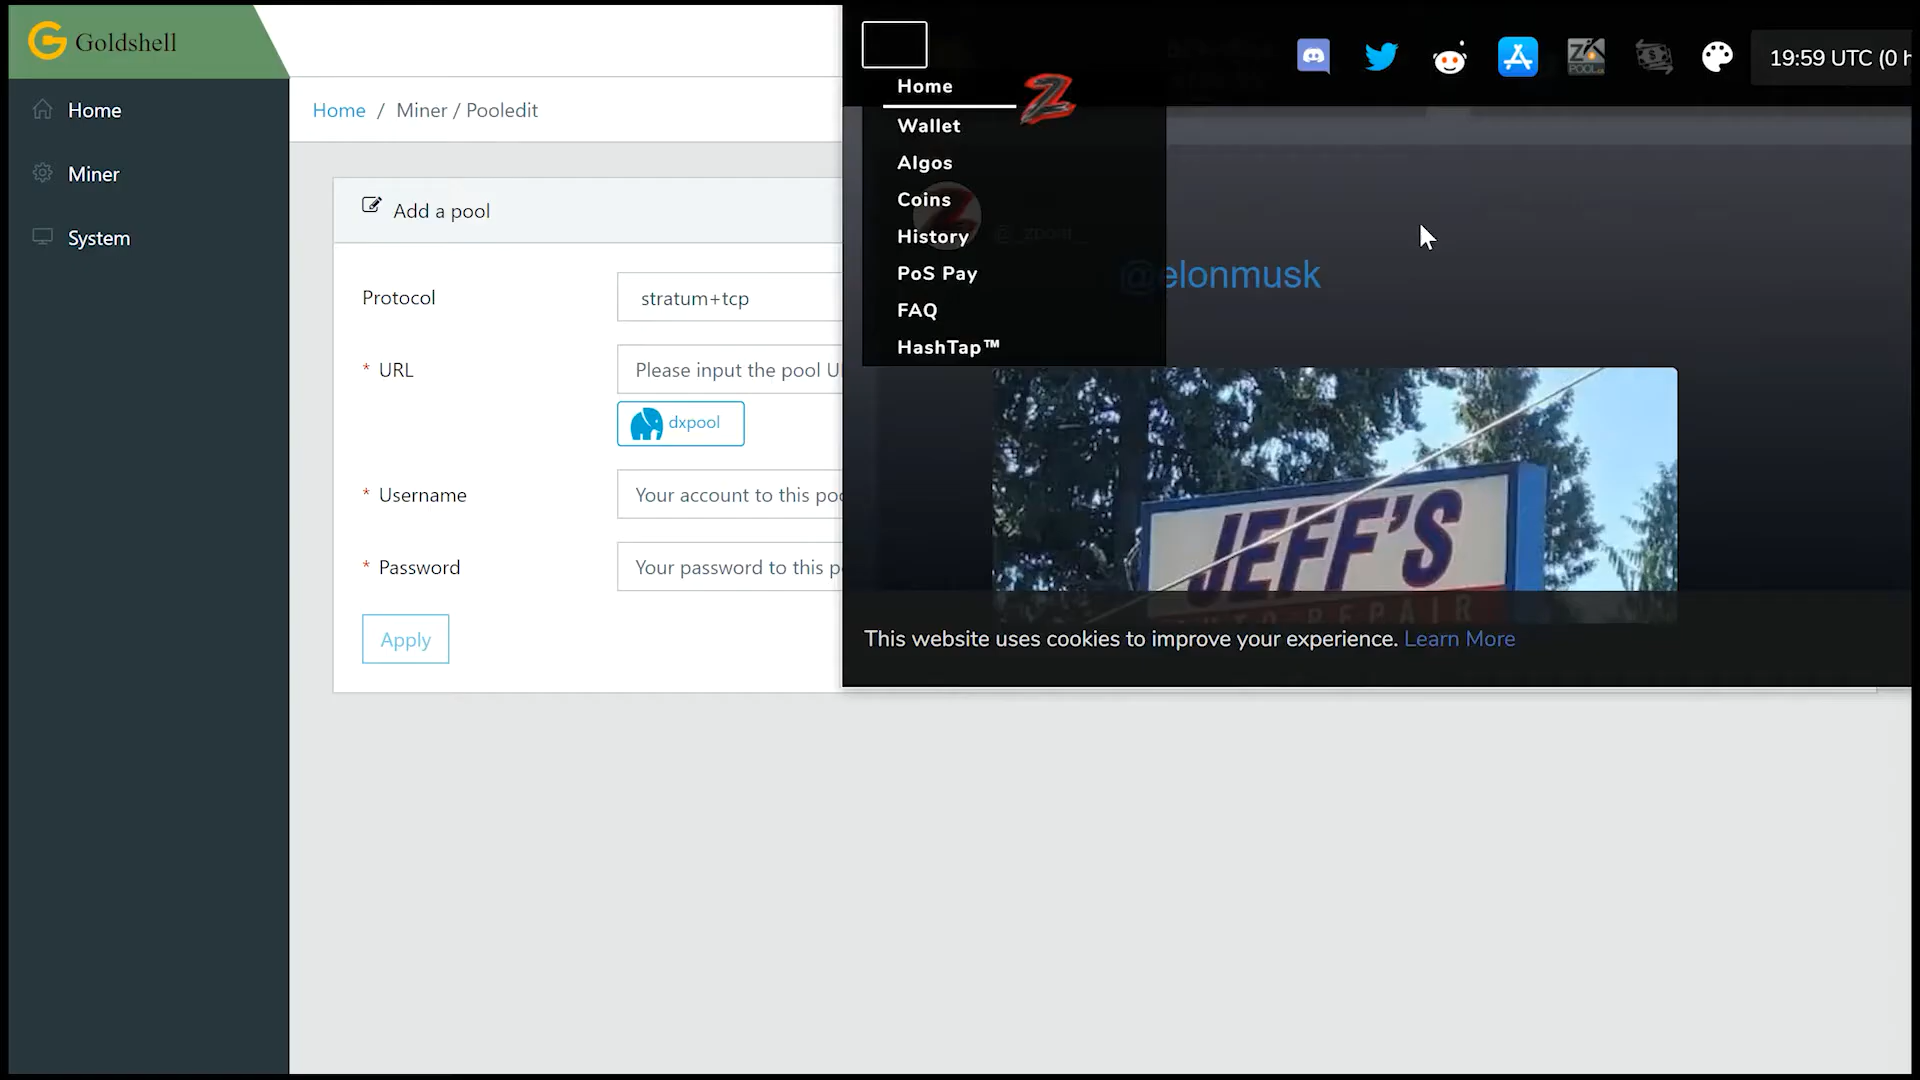 Goldshell
Home
Miner
System
Home / Miner / Pooledit
Add a pool
Protocol
stratum+tcp
* URL
Please input the pool
dxpool
* Username
Your account to this
* Password
Your password to this
Apply
19:59 UTC (0
Home
Wallet
Algos
Coins
History
PoS Pay
FAQ
HashTap™
@elonmusk
JEFF'S
AUTO REPAIR
This website uses cookies to improve your experience. Learn More